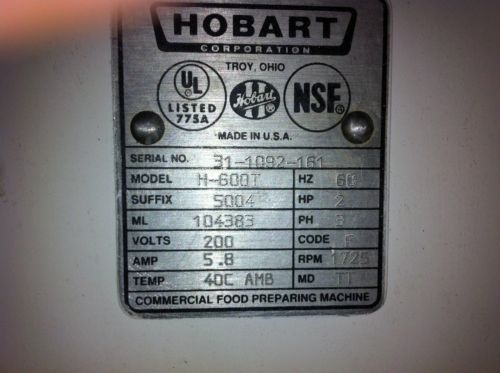 HOBART
CORPORATION
TROY, OHIO
UL
LISTED
775A
Hobart
NSF
MADE IN U.S.A.
SERIAL NO. 31-1092-161
MODEL H-600T HZ 60
SUFFIX 5004 HP 2
ML 104383 PH 3
VOLTS 200 CODE F
AMP 5.8 RPM 1725
TEMP 40C AMB MD TT
COMMERCIAL FOOD PREPARING MACHINE